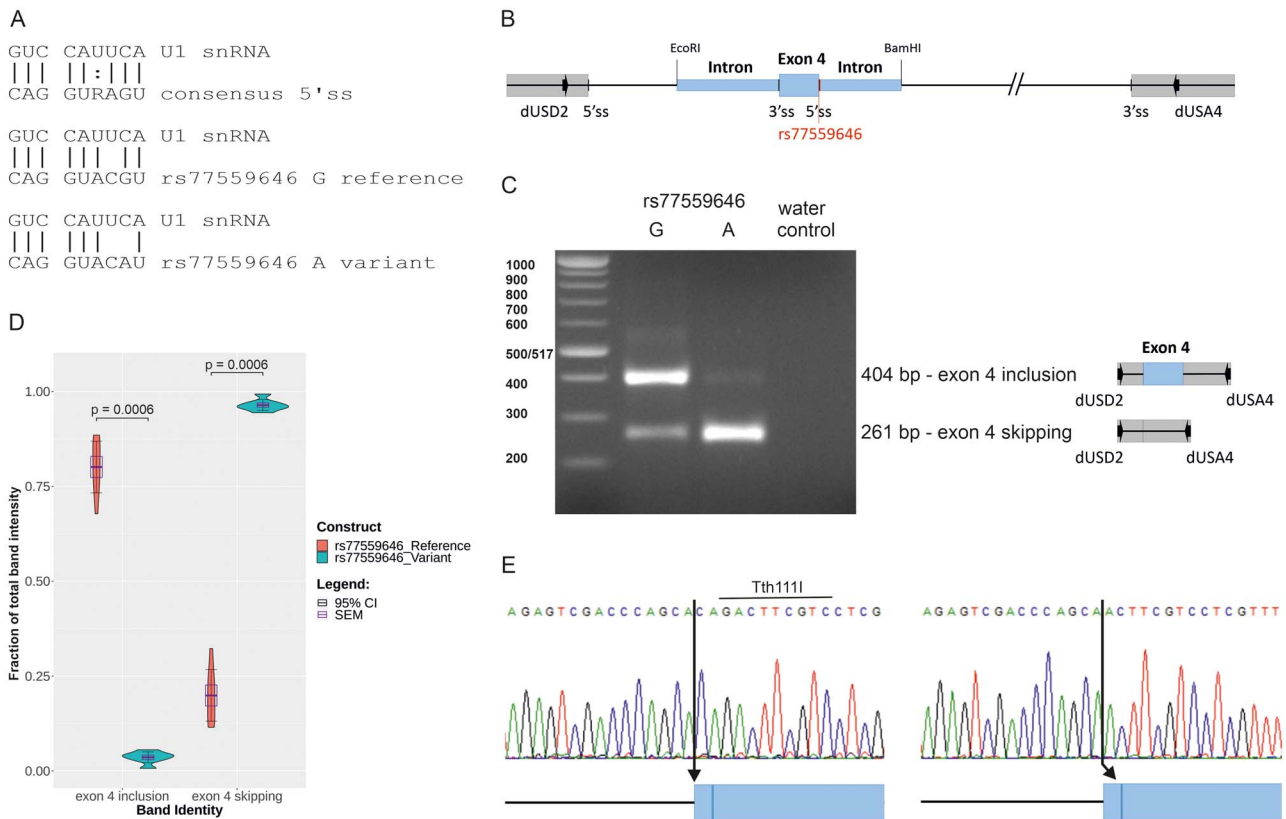 A
GUC CAUUCA U1 snRNA
||| ||:|||
CAG GURAGU consensus 5'ss
GUC CAUUCA U1 snRNA
||| ||| ||
CAG GUACGU rs77559646 G reference
GUC CAUUCA U1 snRNA
||| |||  |
CAG GUACAU rs77559646 A variant
B
EcoRI
BamHI
Intron
Exon 4
Intron
dUSD2
5'ss
3'ss
5'ss
3'ss
dUSA4
rs77559646
C
rs77559646
water
G A control
1000
900
800
700
600
500/517
400
300
200
404 bp - exon 4 inclusion
261 bp - exon 4 skipping
Exon 4
dUSD2
dUSA4
dUSD2
dUSA4
D
p = 0.0006
p = 0.0006
1.00
0.75
0.50
0.25
0.00
Fraction of total band intensity
exon 4 inclusion exon 4 skipping
Band Identity
Construct
rs77559646_Reference
rs77559646_Variant
Legend:
95% CI
SEM
E
Tth111I
AGAGTCGACCCAGCACAGACTTCGTCCTCG
AGAGTCGACCCAGCAACTTCGTCCTCGTTT